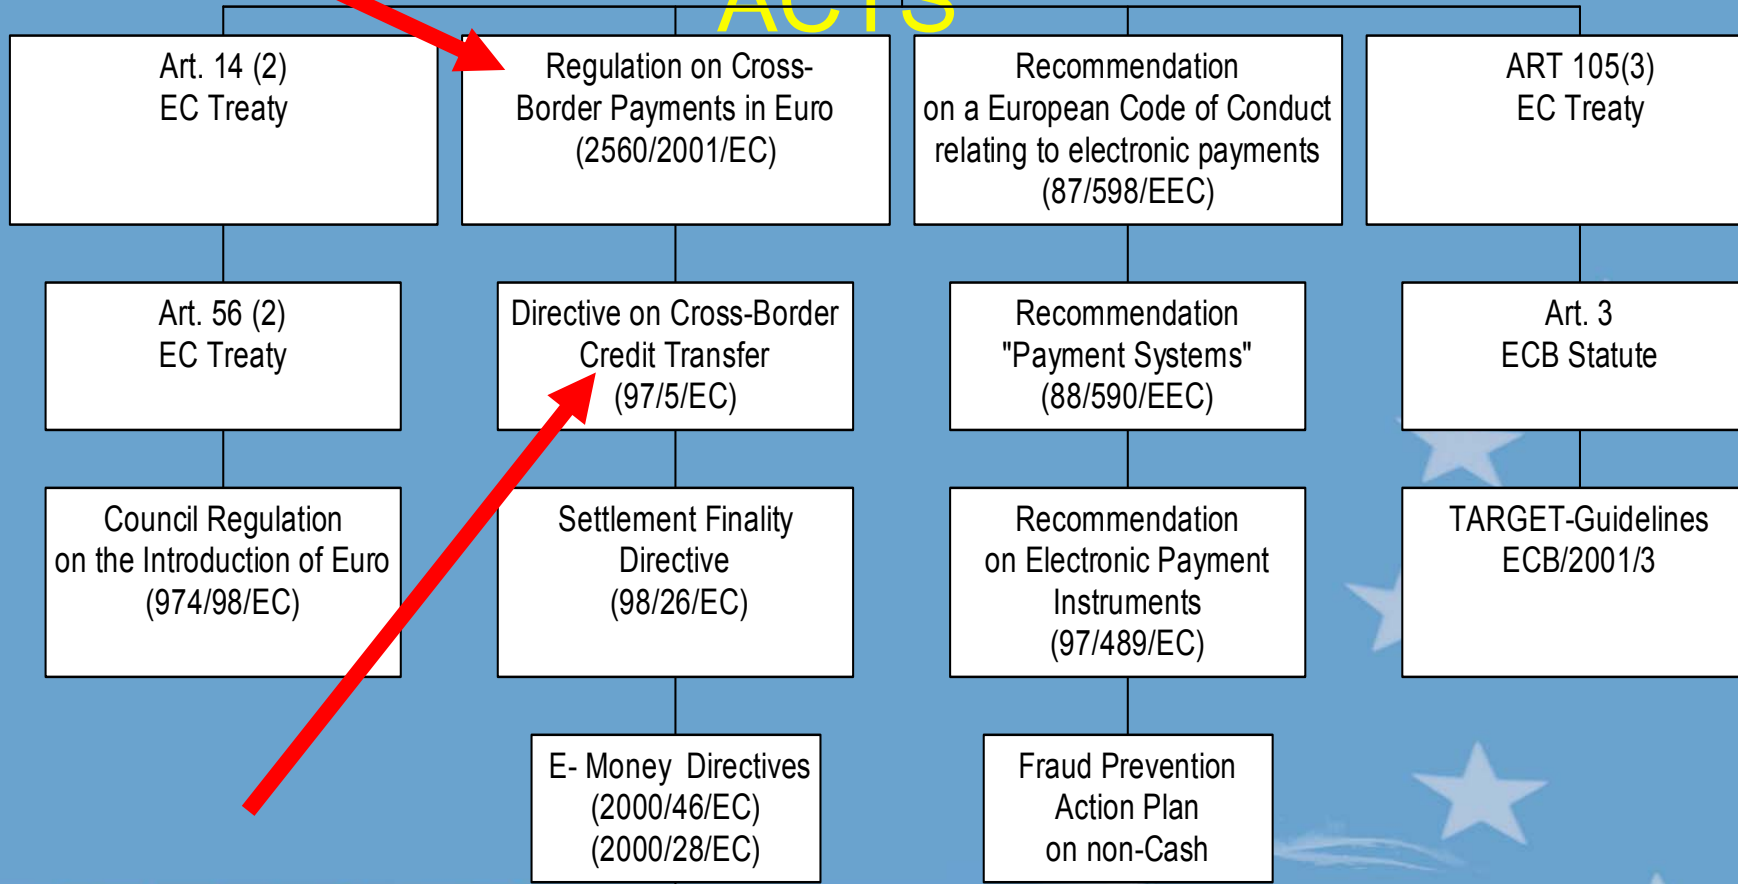 ACTS
Art. 14 (2)
EC Treaty
Regulation on Cross-
Border Payments in Euro
(2560/2001/EC)
Recommendation
on a European Code of Conduct
relating to electronic payments
(87/598/EEC)
ART 105(3)
EC Treaty
Art. 56 (2)
EC Treaty
Directive on Cross-Border
Credit Transfer
(97/5/EC)
Recommendation
"Payment Systems"
(88/590/EEC)
Art. 3
ECB Statute
Council Regulation
on the Introduction of Euro
(974/98/EC)
Settlement Finality
Directive
(98/26/EC)
Recommendation
on Electronic Payment
Instruments
(97/489/EC)
TARGET-Guidelines
ECB/2001/3
E- Money Directives
(2000/46/EC)
(2000/28/EC)
Fraud Prevention
Action Plan
on non-Cash